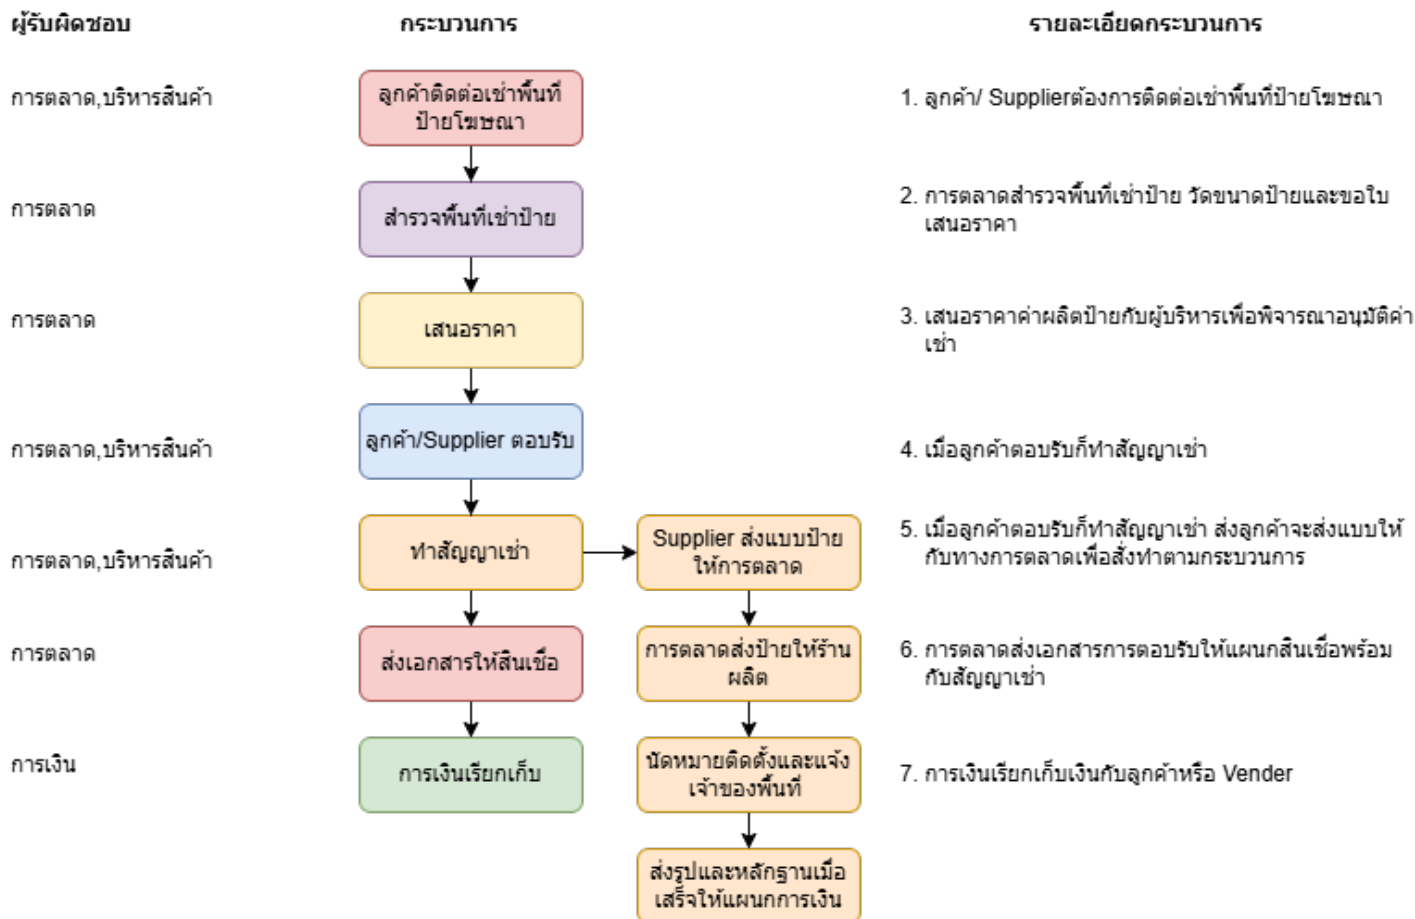 ผู้รับผิดชอบ
กระบวนการ
รายละเอียดกระบวนการ
การตลาด,บริหารสินค้า
ลูกค้าติดต่อเช่าพื้นที่
ป้ายโฆษณา
1. ลูกค้า/ Supplierต้องการติดต่อเช่าพื้นที่ป้ายโฆษณา
การตลาด
สำรวจพื้นที่เช่าป้าย
2. การตลาดสำรวจพื้นที่เช่าป้าย วัดขนาดป้ายและขอใบ
เสนอราคา
การตลาด
เสนอราคา
3. เสนอราคาค่าผลิตป้ายกับผู้บริหารเพื่อพิจารณาอนุมัติค่า
เช่า
การตลาด,บริหารสินค้า
ลูกค้า/Supplier ตอบรับ
4. เมื่อลูกค้าตอบรับก็ทำสัญญาเช่า
การตลาด,บริหารสินค้า
ทำสัญญาเช่า
Supplier ส่งแบบป้าย
ให้การตลาด
5. เมื่อลูกค้าตอบรับก็ทำสัญญาเช่า ส่งลูกค้าจะส่งแบบให้
กับทางการตลาดเพื่อสั่งทำตามกระบวนการ
การตลาด
ส่งเอกสารให้สินเชื่อ
การตลาดส่งป้ายให้ร้าน
ผลิต
6. การตลาดส่งเอกสารการตอบรับให้แผนกสินเชื่อพร้อม
กับสัญญาเช่า
การเงิน
การเงินเรียกเก็บ
นัดหมายติดตั้งและแจ้ง
เจ้าของพื้นที่
7. การเงินเรียกเก็บเงินกับลูกค้าหรือ Vender
ส่งรูปและหลักฐานเมื่อ
เสร็จให้แผนกการเงิน